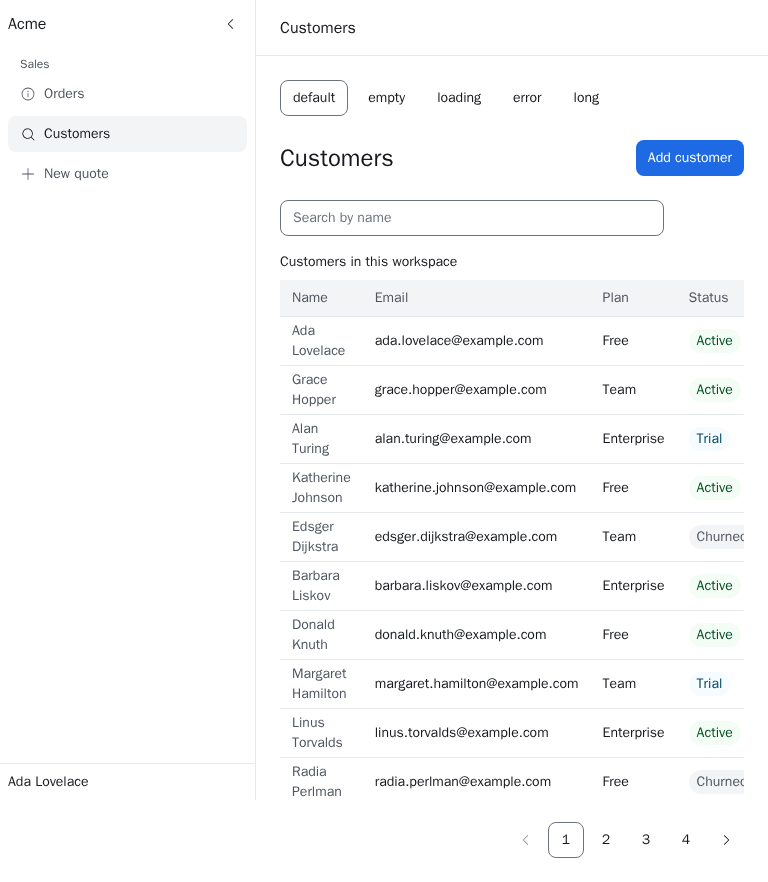 Acme
Customers
Sales
Orders
Customers
New quote
default empty loading error long
Customers
Add customer
Search by name
Customers in this workspace
Name Email Plan Status
Ada Lovelace ada.lovelace@example.com Free Active
Grace Hopper grace.hopper@example.com Team Active
Alan Turing alan.turing@example.com Enterprise Trial
Katherine Johnson katherine.johnson@example.com Free Active
Edsger Dijkstra edsger.dijkstra@example.com Team Churned
Barbara Liskov barbara.liskov@example.com Enterprise Active
Donald Knuth donald.knuth@example.com Free Active
Margaret Hamilton margaret.hamilton@example.com Team Trial
Linus Torvalds linus.torvalds@example.com Enterprise Active
Radia Perlman radia.perlman@example.com Free Churned
Ada Lovelace
1 2 3 4